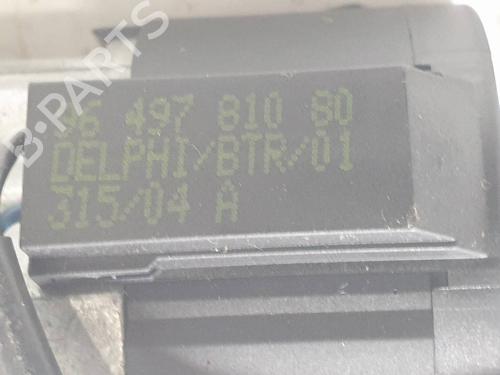 96 497 810 80
DELPHI/BTR/01
315/04 A
B-PARTS